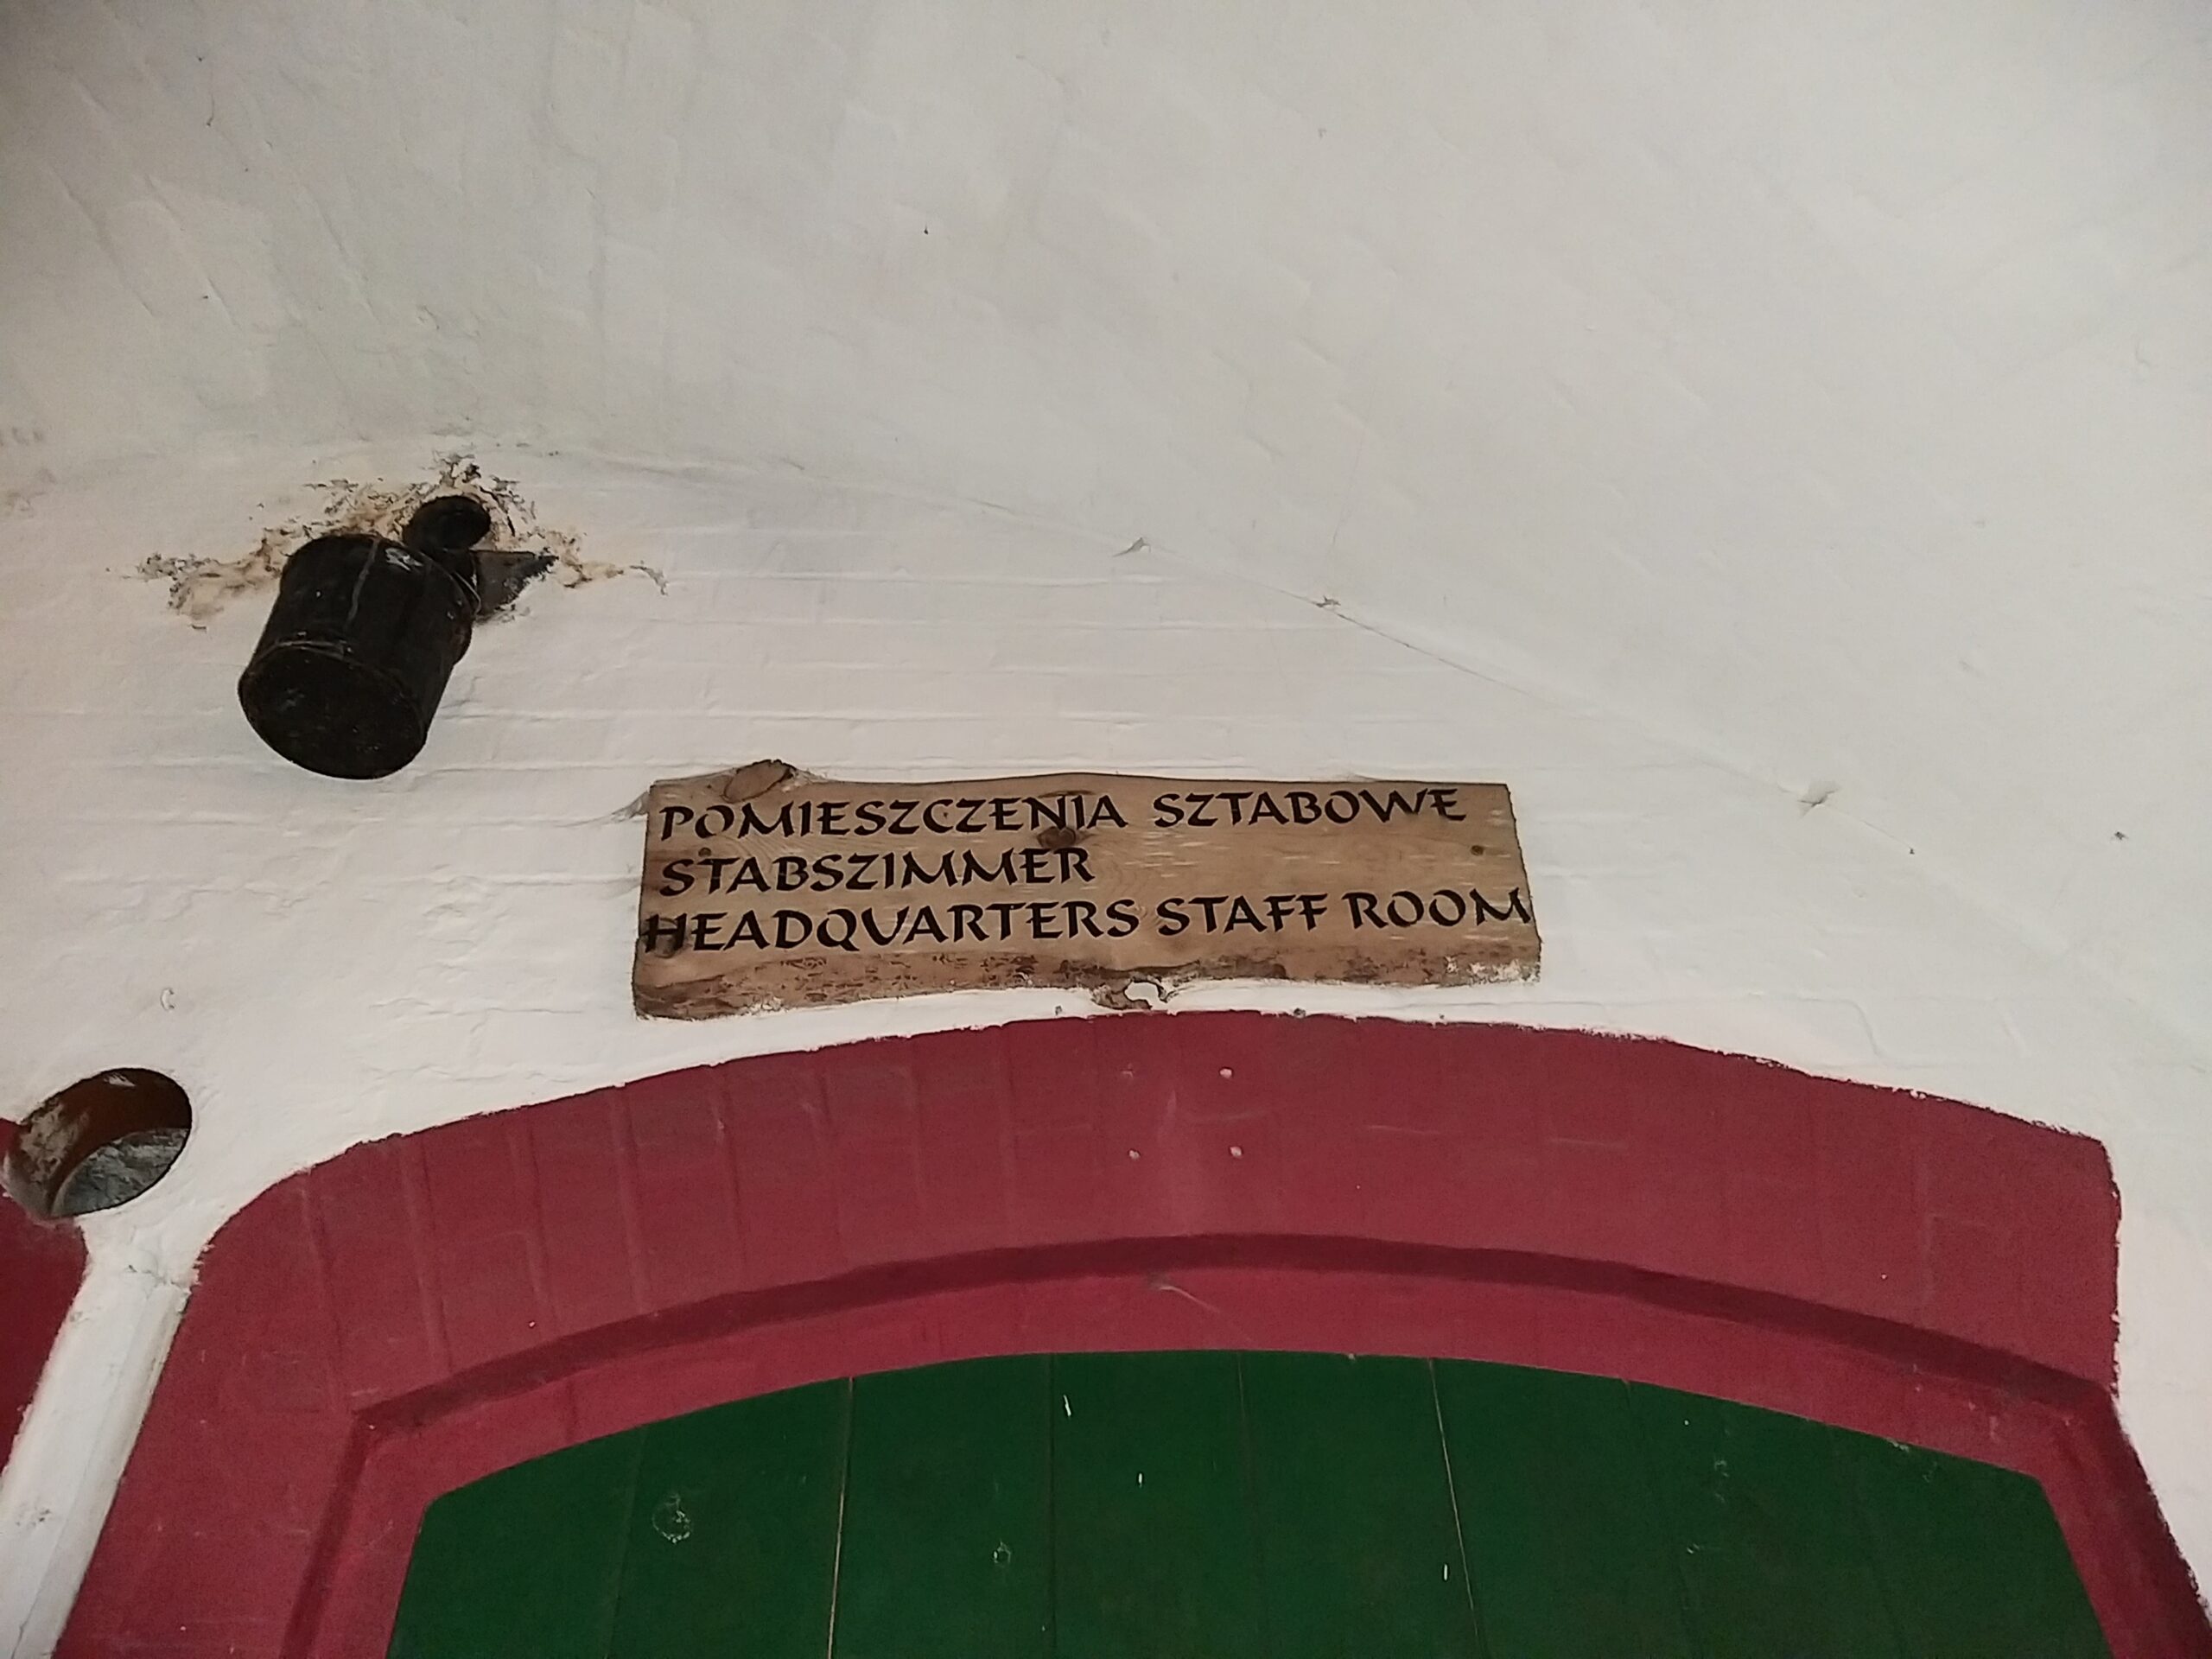 POMIESZCZENIA SZTABOWE
STABSZIMMER
HEADQUARTERS STAFF ROOM